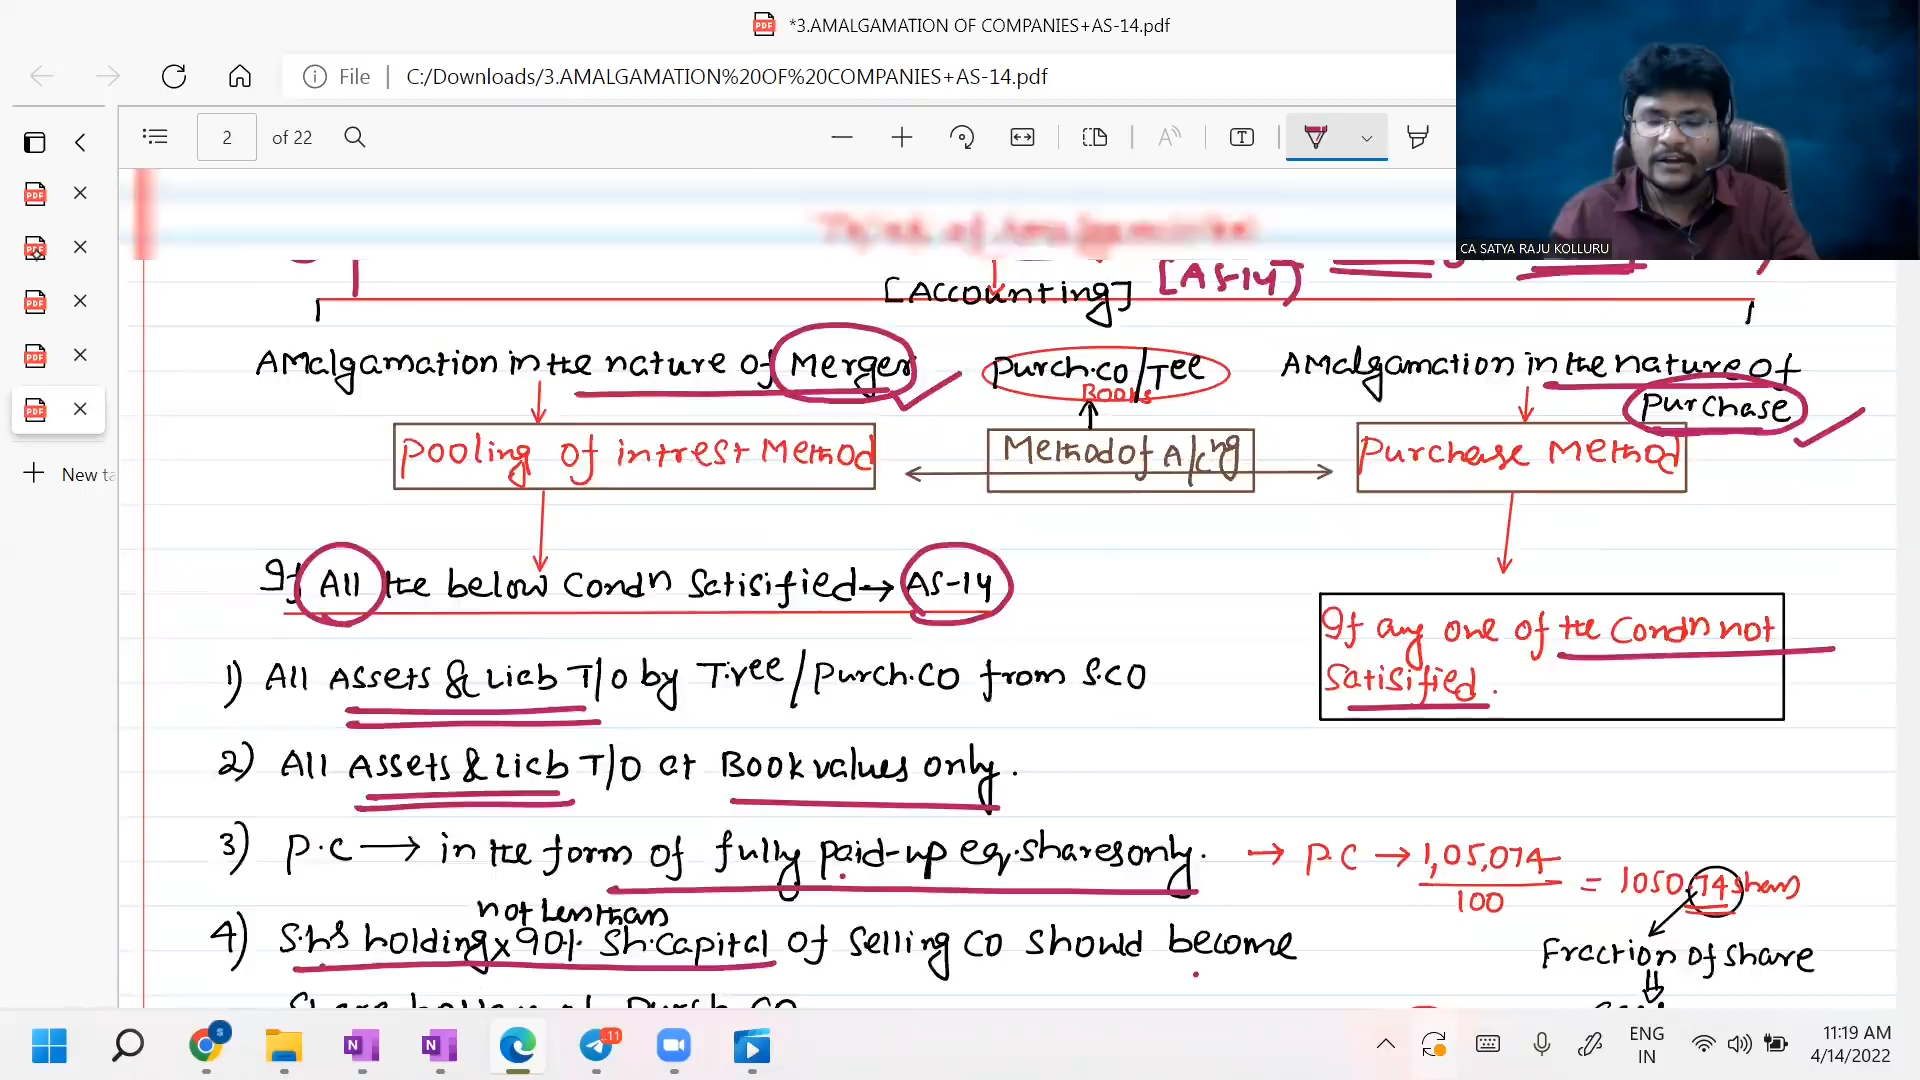 *3.AMALGAMATION OF COMPANIES+AS-14.pdf
File
C:/Downloads/3.AMALGAMATION%20OF%20COMPANIES+AS-14.pdf
2 of 22
CA SATYA RAJU KOLLURU
New ta
[Accounting] [AS-14]
Amalgamation in the nature of Merger
Purch.co/Tee
Books
Amalgamation in the nature of
Purchase
Pooling of intrest Method
Method of A/cng
Purchase Method
If All the below Condn Satisified → AS-14
If any one of the Condn not
Satisified.
1) All Assets & Liab T/o by T.ree/Purch.co from S.co
2) All Assets & Liab T/o at Book values only.
3) P.C → in the form of fully paid-up eq.shares only. → P.C → 1,05,074
100
= 1050.74 shares
not Less than
4) S.hs holding x 90% Sh.capital of Selling co should become
Fraction of share
11:19 AM
ENG
IN
4/14/2022